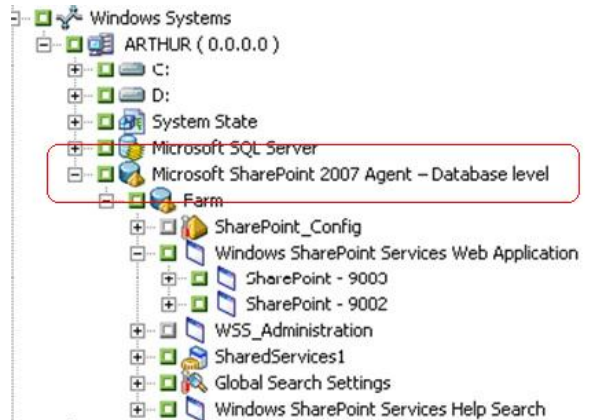 Windows Systems
ARTHUR ( 0.0.0.0 )
C:
D:
System State
Microsoft SQL Server
Microsoft SharePoint 2007 Agent – Database level
Farm
SharePoint_Config
Windows SharePoint Services Web Application
SharePoint - 9003
SharePoint - 9002
WSS_Administration
SharedServices1
Global Search Settings
Windows SharePoint Services Help Search